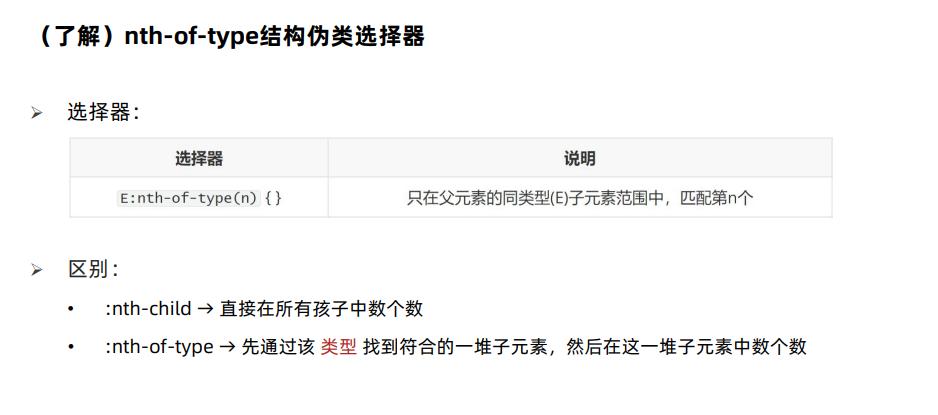 （了解）nth-of-type结构伪类选择器
➢ 选择器：
选择器 说明
E:nth-of-type(n) {} 只在父元素的同类型(E)子元素范围中，匹配第n个
➢ 区别：
• :nth-child → 直接在所有孩子中数个数
• :nth-of-type → 先通过该 类型 找到符合的一堆子元素，然后在这一堆子元素中数个数